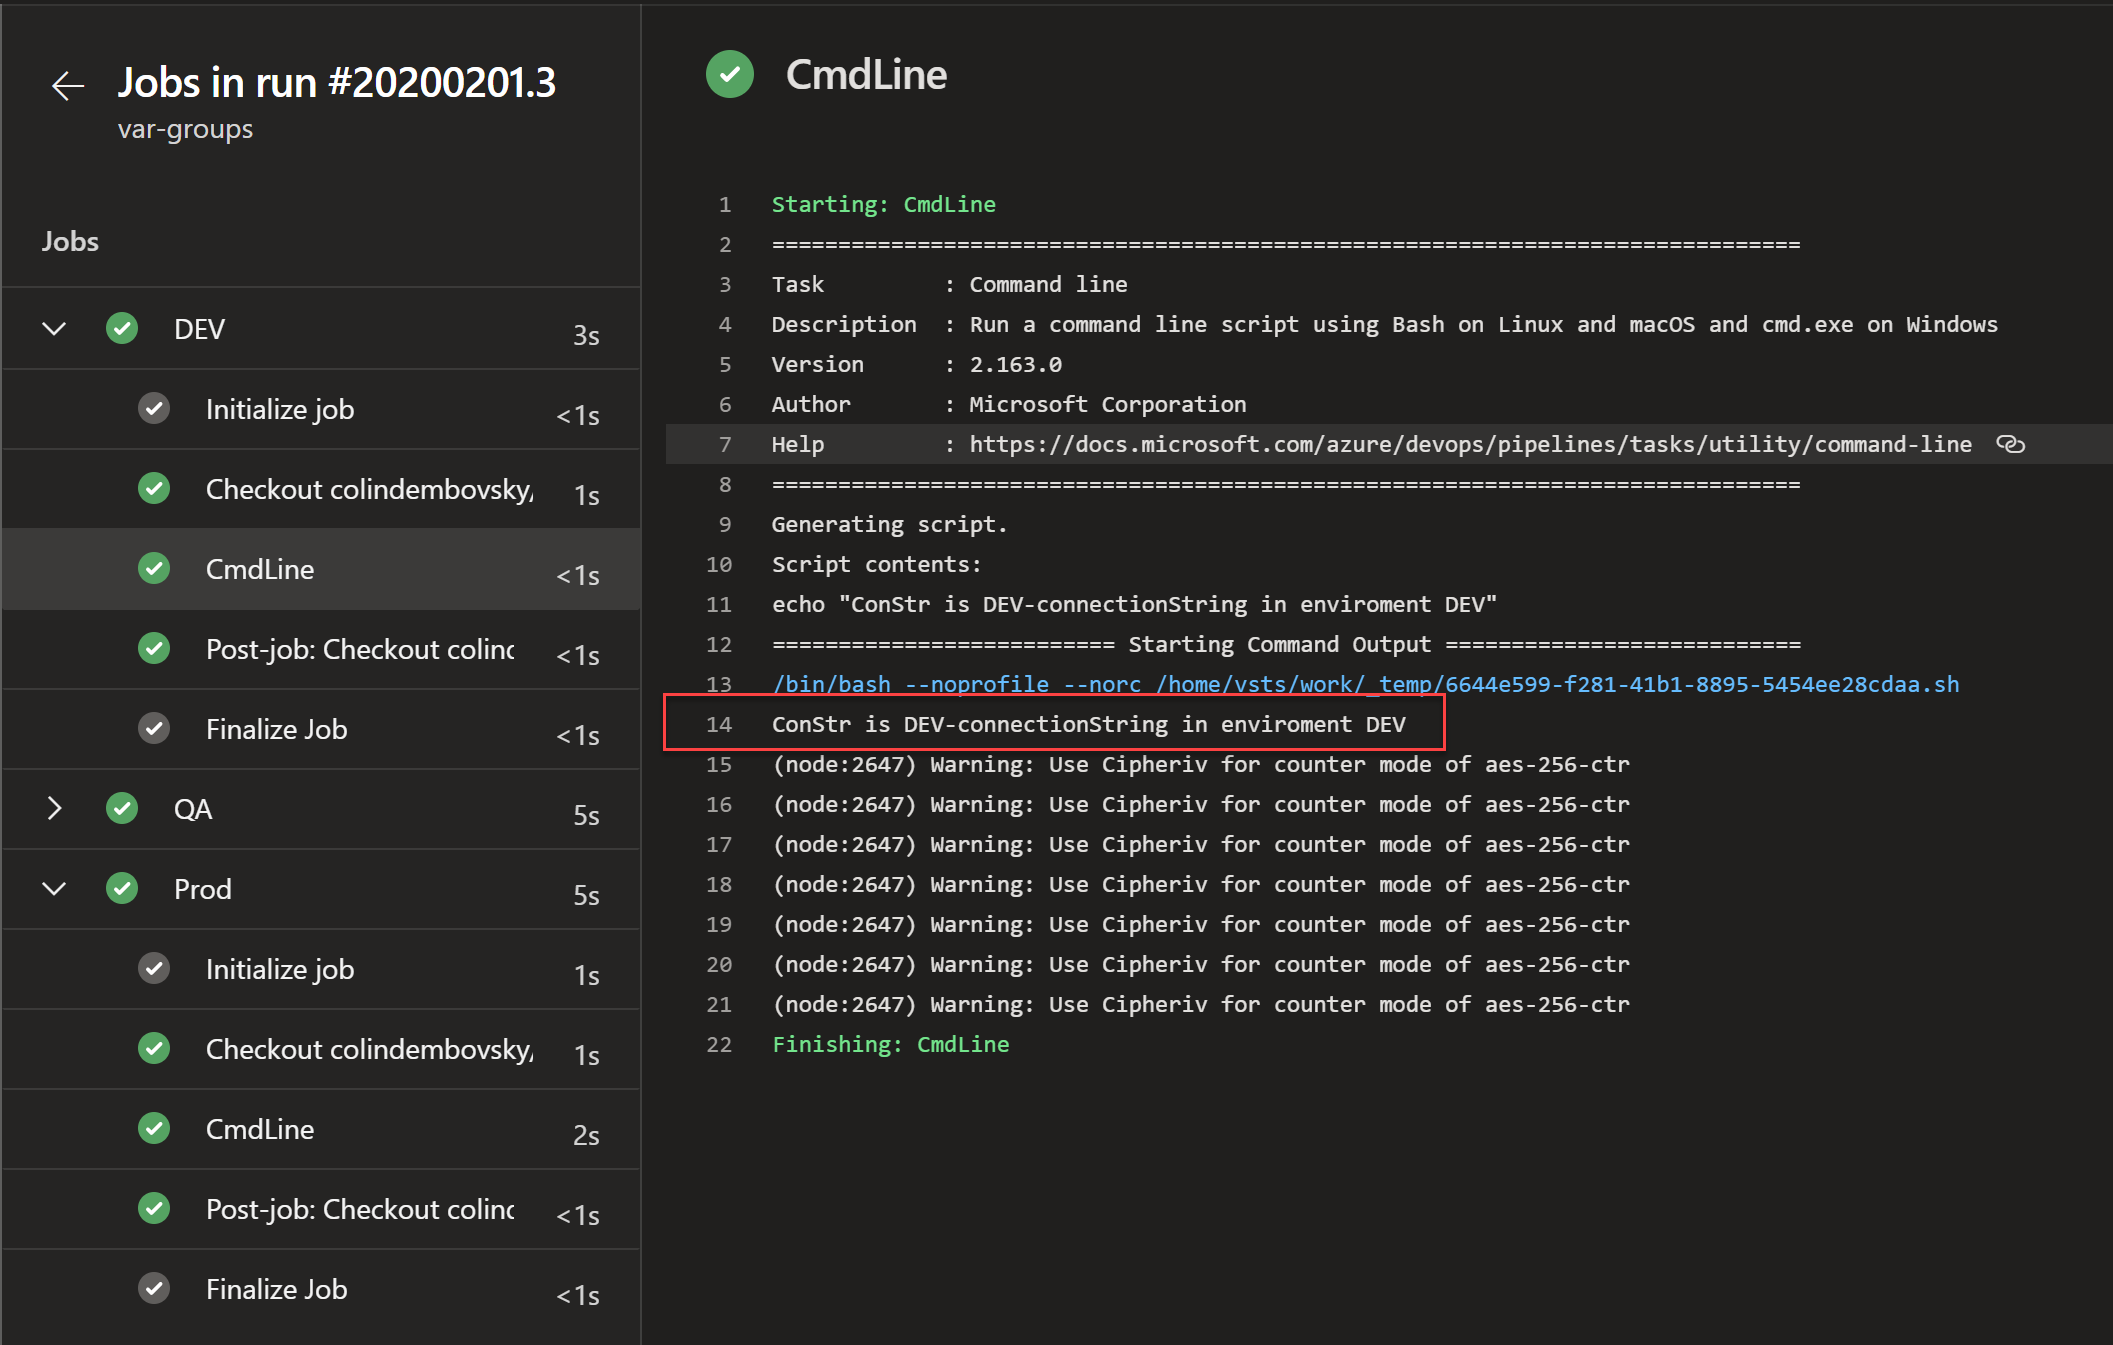 Jobs in run #20200201.3
var-groups
Jobs
DEV 3s
Initialize job <1s
Checkout colindembovsky/ 1s
CmdLine <1s
Post-job: Checkout colinc <1s
Finalize Job <1s
QA 5s
Prod 5s
Initialize job 1s
Checkout colindembovsky/ 1s
CmdLine 2s
Post-job: Checkout colinc <1s
Finalize Job <1s
CmdLine
1 Starting: CmdLine
2 ==============================================================================
3 Task         : Command line
4 Description  : Run a command line script using Bash on Linux and macOS and cmd.exe on Windows
5 Version      : 2.163.0
6 Author       : Microsoft Corporation
7 Help         : https://docs.microsoft.com/azure/devops/pipelines/tasks/utility/command-line
8 ==============================================================================
9 Generating script.
10 Script contents:
11 echo "ConStr is DEV-connectionString in enviroment DEV"
12 ========================== Starting Command Output ===========================
13 /bin/bash --noprofile --norc /home/vsts/work/_temp/6644e599-f281-41b1-8895-5454ee28cdaa.sh
14 ConStr is DEV-connectionString in enviroment DEV
15 (node:2647) Warning: Use Cipheriv for counter mode of aes-256-ctr
16 (node:2647) Warning: Use Cipheriv for counter mode of aes-256-ctr
17 (node:2647) Warning: Use Cipheriv for counter mode of aes-256-ctr
18 (node:2647) Warning: Use Cipheriv for counter mode of aes-256-ctr
19 (node:2647) Warning: Use Cipheriv for counter mode of aes-256-ctr
20 (node:2647) Warning: Use Cipheriv for counter mode of aes-256-ctr
21 (node:2647) Warning: Use Cipheriv for counter mode of aes-256-ctr
22 Finishing: CmdLine